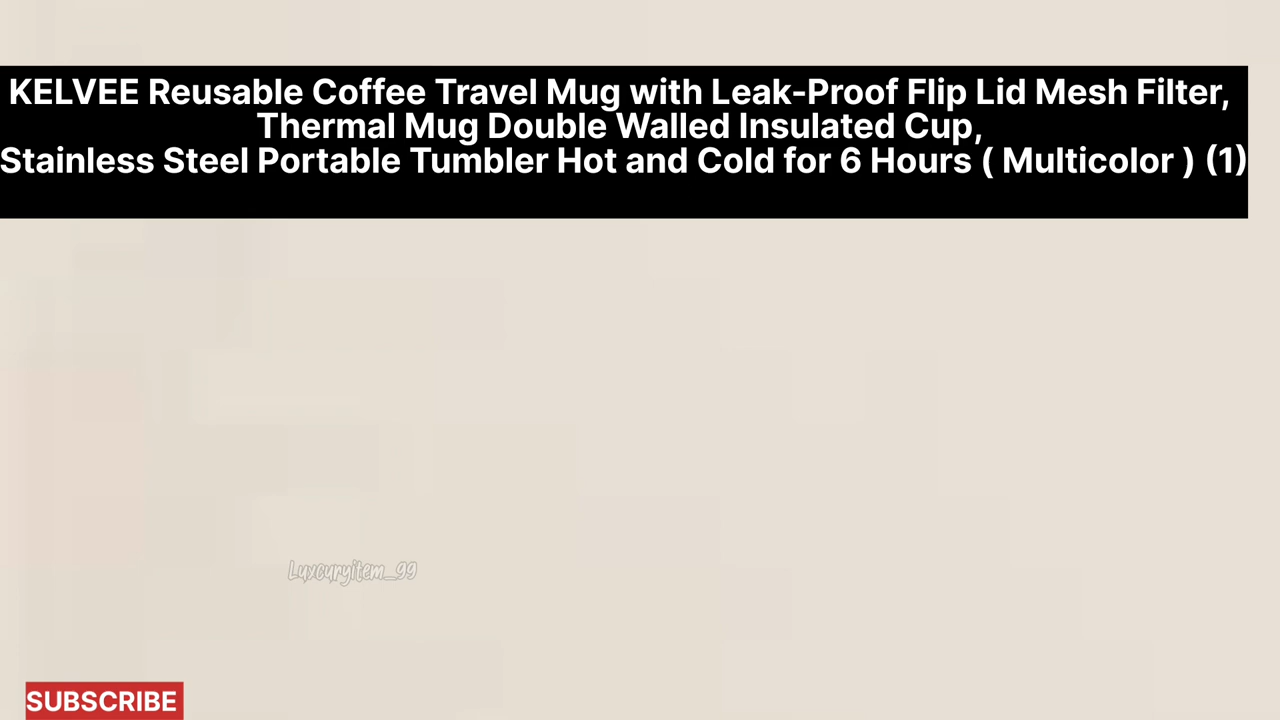 KELVEE Reusable Coffee Travel Mug with Leak-Proof Flip Lid Mesh Filter,
Thermal Mug Double Walled Insulated Cup,
Stainless Steel Portable Tumbler Hot and Cold for 6 Hours ( Multicolor ) (1)
Luxcuryitem_99
SUBSCRIBE